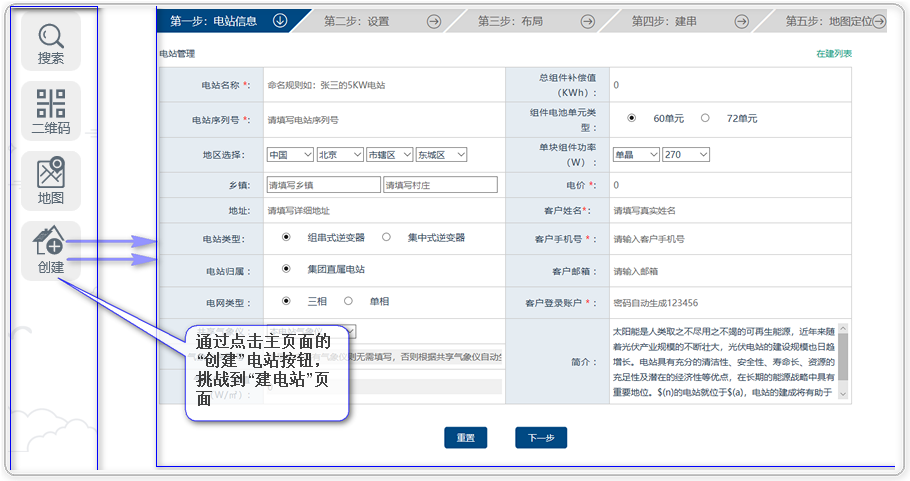 搜索
二维码
地图
创建
第一步：电站信息
第二步：设置
第三步：布局
第四步：建串
第五步：地图定位
电站管理
在建列表
电站名称 *： 命名规则如：张三的5KW电站
总组件补偿值
（KWh）： 0
电站序列号 *： 请填写电站序列号
组件电池单元类
型： 60单元 72单元
地区选择： 中国 北京 市辖区 东城区
单块组件功率
（W）： 单晶 270
乡镇： 请填写乡镇 请填写村庄
电价 *： 0
地址： 请填写详细地址
客户姓名*： 请填写真实姓名
电站类型： 组串式逆变器 集中式逆变器
客户手机号 *： 请输入客户手机号
电站归属： 集团直属电站
客户邮箱： 请输入邮箱
电网类型： 三相 单相
客户登录账户 *： 密码自动生成123456
气象仪则无需填写，否则根据共享气象仪自动生
（W/㎡）：
简介：
太阳能是人类取之不尽用之不竭的可再生能源，近年来随
着光伏产业规模的不断壮大，光伏电站的建设规模也日趋
增长。电站具有充分的清洁性、安全性、寿命长、资源的
充足性及潜在的经济性等优点，在长期的能源战略中具有
重要地位。$(n)的电站就位于$(a)，电站的建成将有助于
通过点击主页面的
“创建”电站按钮，
挑战到“建电站”页
面
重置
下一步